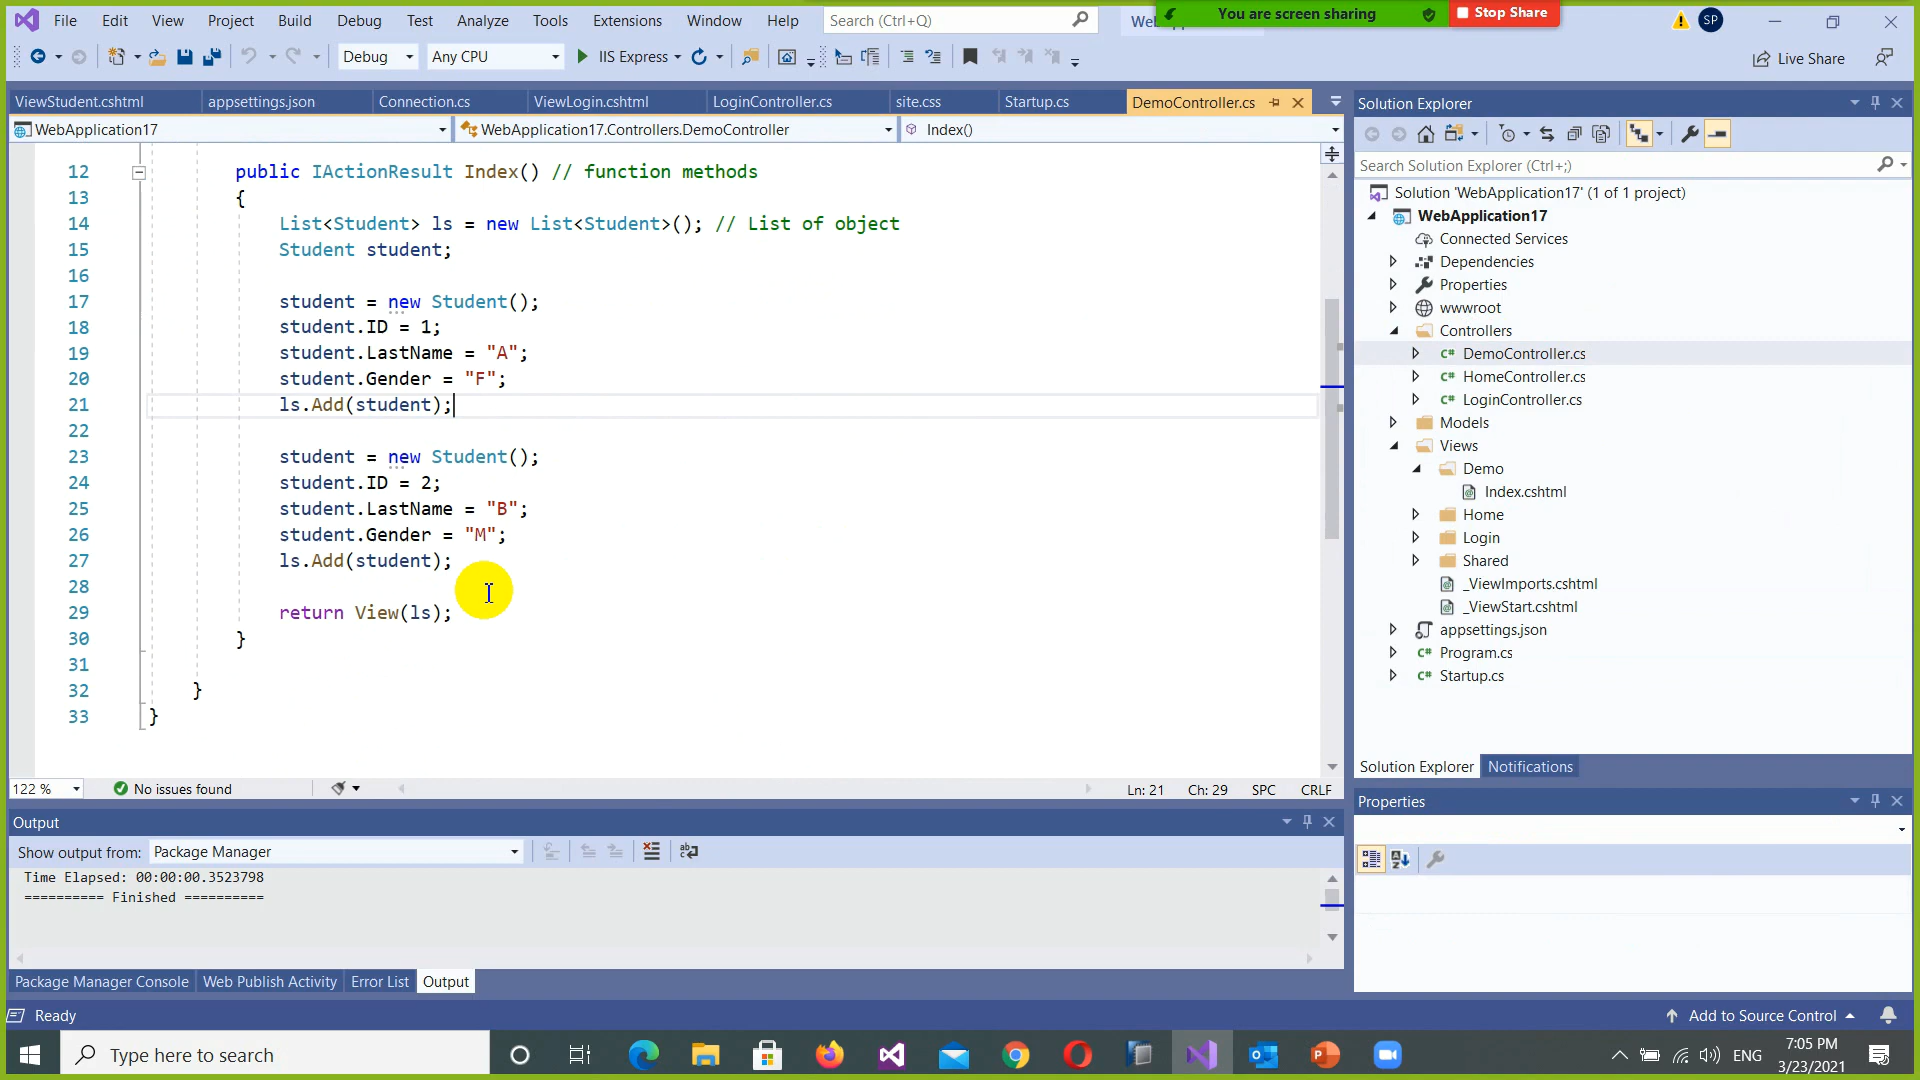 File Edit View Project Build Debug Test Analyze Tools Extensions Window Help Search (Ctrl+Q)
You are screen sharing Stop Share SP
Debug Any CPU IIS Express Live Share
ViewStudent.cshtml appsettings.json Connection.cs ViewLogin.cshtml LoginController.cs site.css Startup.cs DemoController.cs
WebApplication17 WebApplication17.Controllers.DemoController Index()
12 public IActionResult Index() // function methods
13 {
14 List<Student> ls = new List<Student>(); // List of object
15 Student student;
16
17 student = new Student();
18 student.ID = 1;
19 student.LastName = "A";
20 student.Gender = "F";
21 ls.Add(student);
22
23 student = new Student();
24 student.ID = 2;
25 student.LastName = "B";
26 student.Gender = "M";
27 ls.Add(student);
28
29 return View(ls);
30 }
31
32 }
33 }
122 % No issues found Ln: 21 Ch: 29 SPC CRLF
Output
Show output from: Package Manager
Time Elapsed: 00:00:00.3523798
========== Finished ==========
Package Manager Console Web Publish Activity Error List Output
Solution Explorer
Search Solution Explorer (Ctrl+;)
Solution 'WebApplication17' (1 of 1 project)
WebApplication17
Connected Services
Dependencies
Properties
wwwroot
Controllers
C# DemoController.cs
C# HomeController.cs
C# LoginController.cs
Models
Views
Demo
Index.cshtml
Home
Login
Shared
_ViewImports.cshtml
_ViewStart.cshtml
appsettings.json
C# Program.cs
C# Startup.cs
Solution Explorer Notifications
Properties
Ready Add to Source Control
Type here to search ENG 7:05 PM
3/23/2021